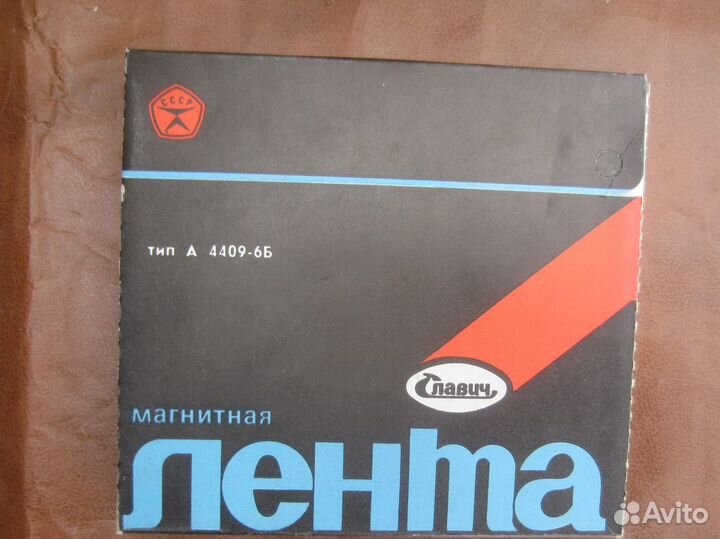 СССР
тип А 4409-6Б
Славич
магнитная
лента
Avito